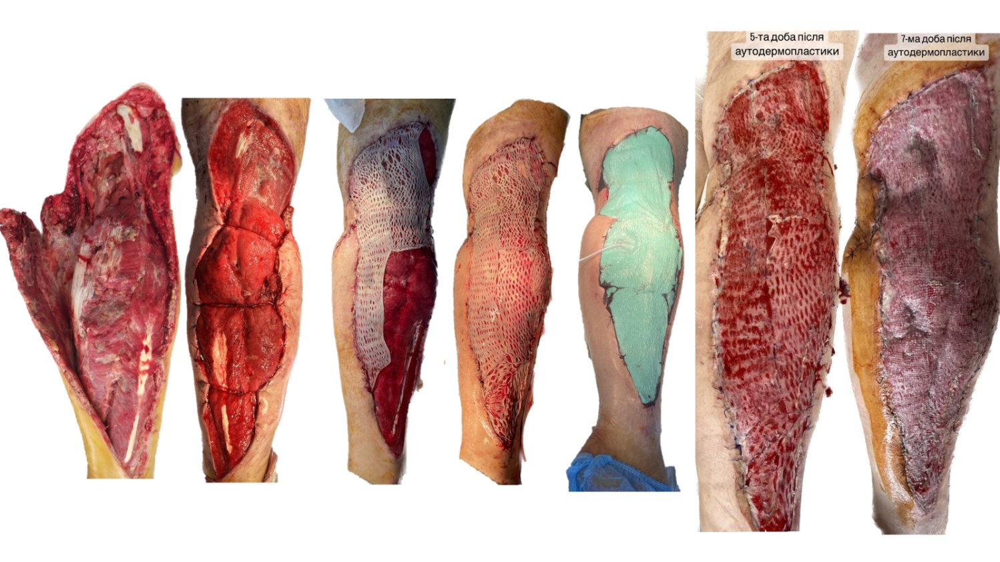 5-та доба після
аутодермопластики
7-ма доба після
аутодермопластики